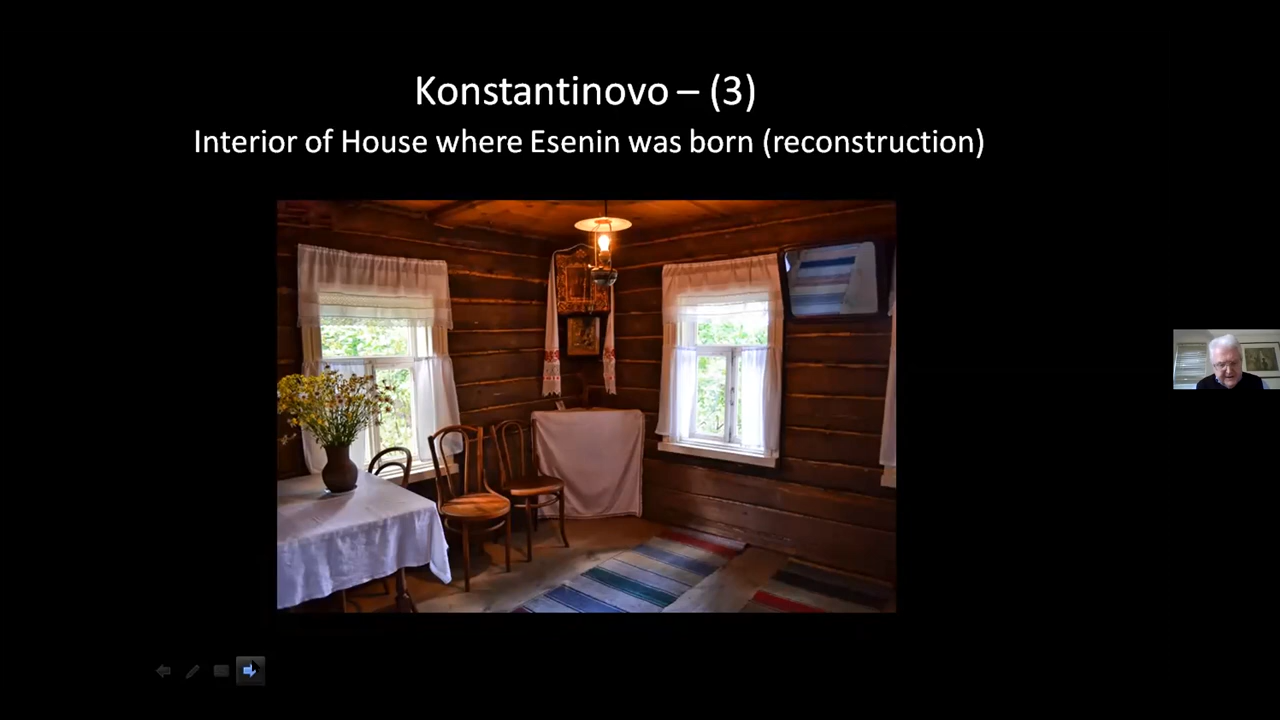 Konstantinovo – (3)
Interior of House where Esenin was born (reconstruction)